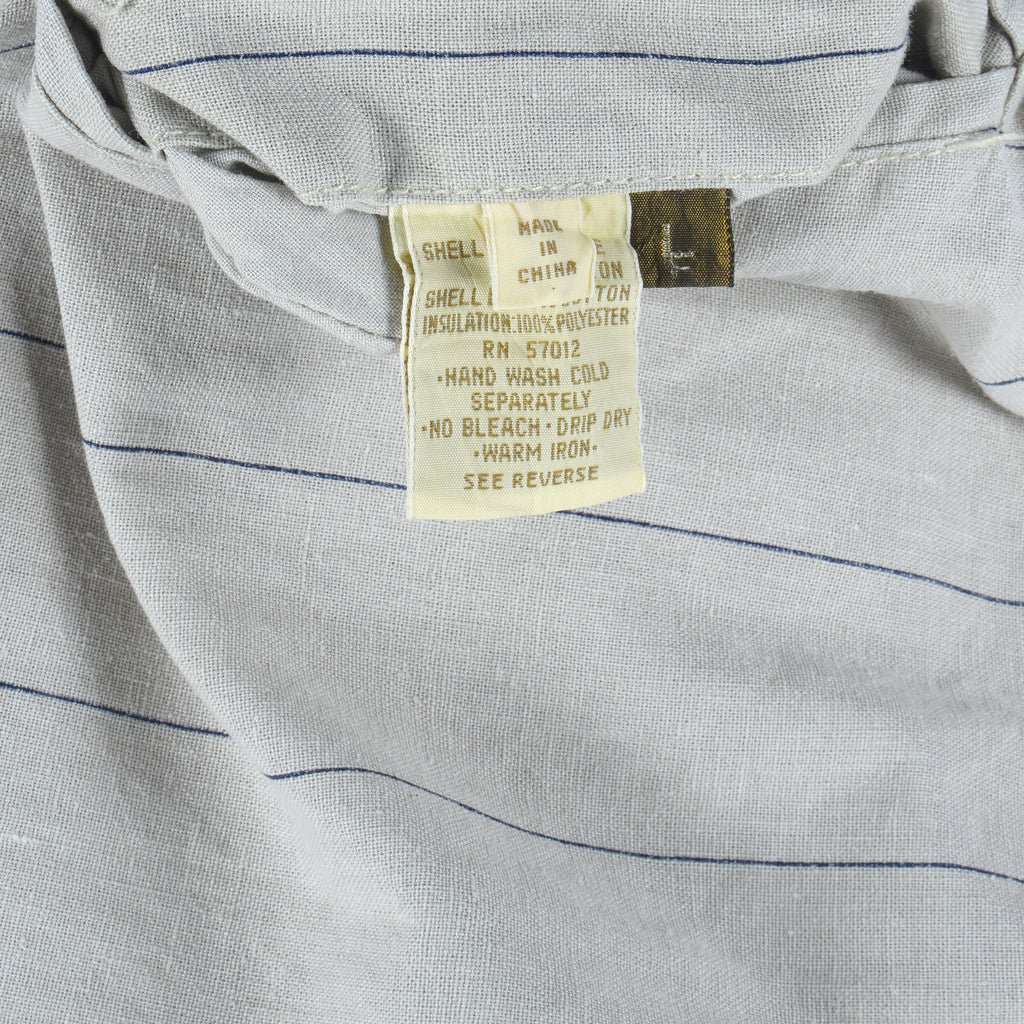 MADE
IN
CHINA
SHELL
ON
SHELL
INSULATION:100% POLYESTER
RN 57012
·HAND WASH COLD
SEPARATELY
·NO BLEACH·DRIP DRY
·WARM IRON·
SEE REVERSE